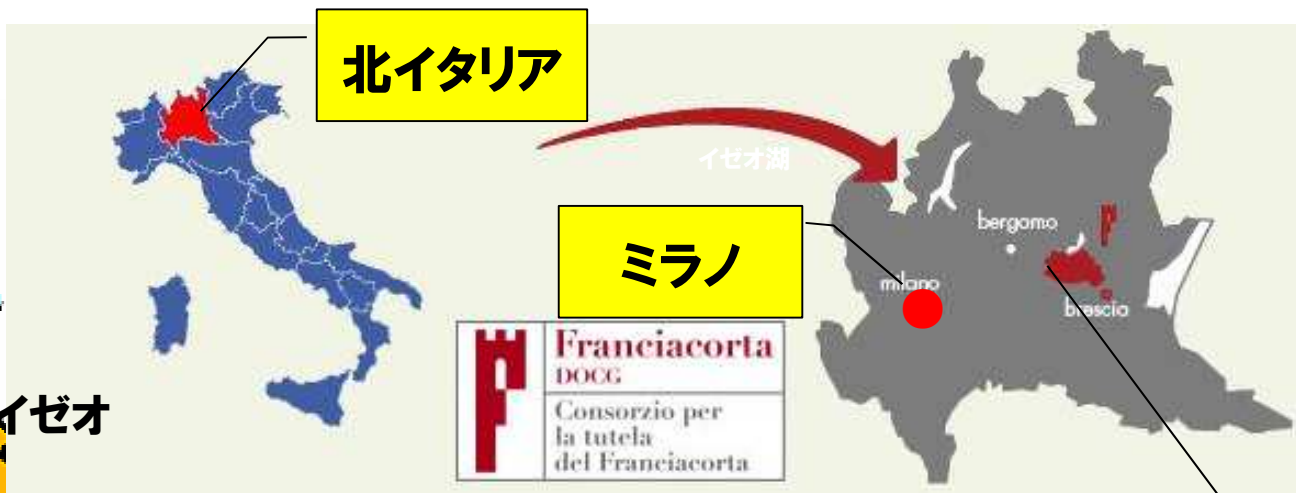 北イタリア
イゼオ湖
ミラノ
bergamo
milano
brescia
Franciacorta
DOCG
Consorzio per
la tutela
del Franciacorta
イゼオ